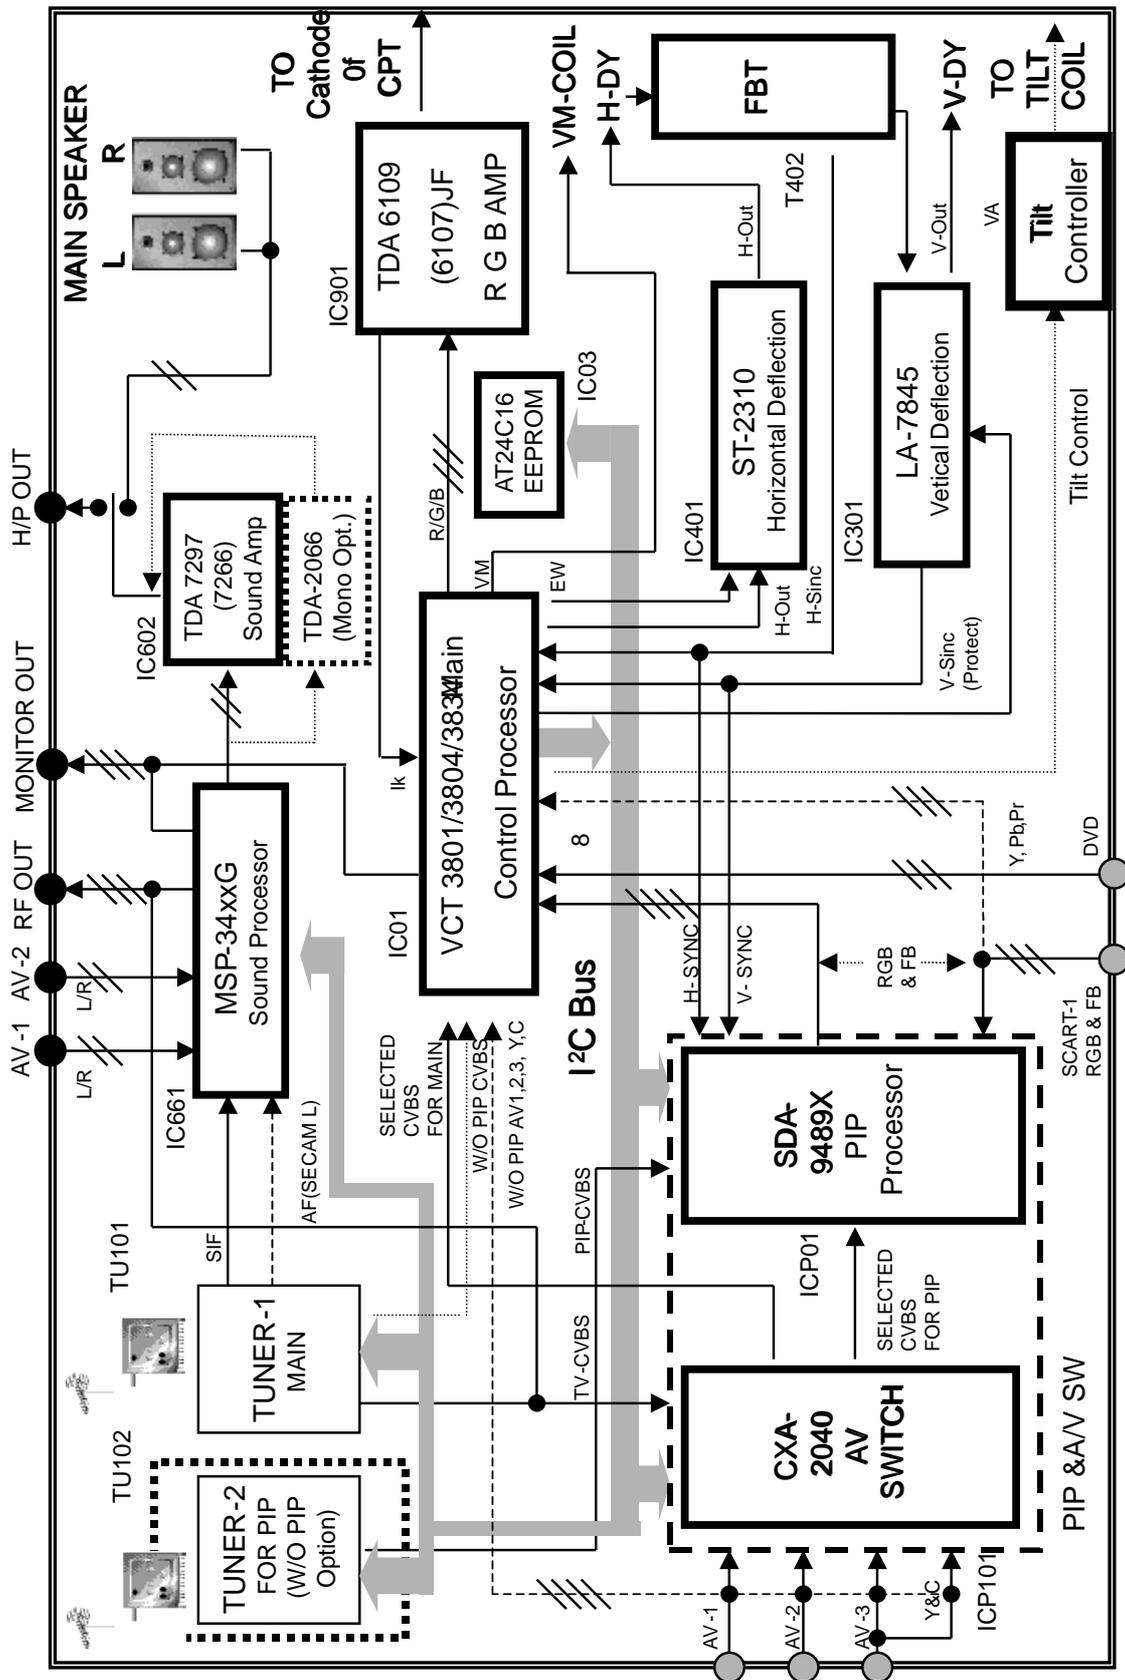 TO
Cathode
0f
CPT
VM-COIL
H-DY
FBT
V-DY
TO
TILT
COIL
MAIN SPEAKER
L
R
IC901
TDA 6109
(6107)JF
R G B AMP
T402
H-Out
V-Out
VA
Tilt
Controller
H/P OUT
IC602
TDA 7297
(7266)
Sound Amp
TDA-2066
(Mono Opt.)
R/G/B
AT24C16
EEPROM
IC03
IC401
ST-2310
Horizontal Deflection
IC301
LA-7845
Vetical Deflection
Tilt Control
VM
EW
H-Out
H-Sinc
V-Sinc
(Protect)
MONITOR OUT
RF OUT
AV-2
AV -1
L/R
L/R
IC661
MSP-34xxG
Sound Processor
Ik
IC01
VCT 3801/3804/3834Main
Control Processor
8
Y, Pb,Pr
DVD
H- SYNC
V- SYNC
RGB
& FB
SCART-1
RGB & FB
I²C Bus
SELECTED
CVBS
FOR MAIN
W/O PIP CVBS
W/O PIP AV1,2,3, Y,C
AF(SECAM L)
SIF
TU101
TUNER-1
MAIN
TU102
TUNER-2
FOR PIP
(W/O PIP
Option)
PIP-CVBS
TV-CVBS
SDA-
9489X
PIP
Processor
ICP01
SELECTED
CVBS
FOR PIP
CXA-
2040
AV
SWITCH
PIP &A/V SW
ICP101
AV -1
AV -2
AV -3
Y&C